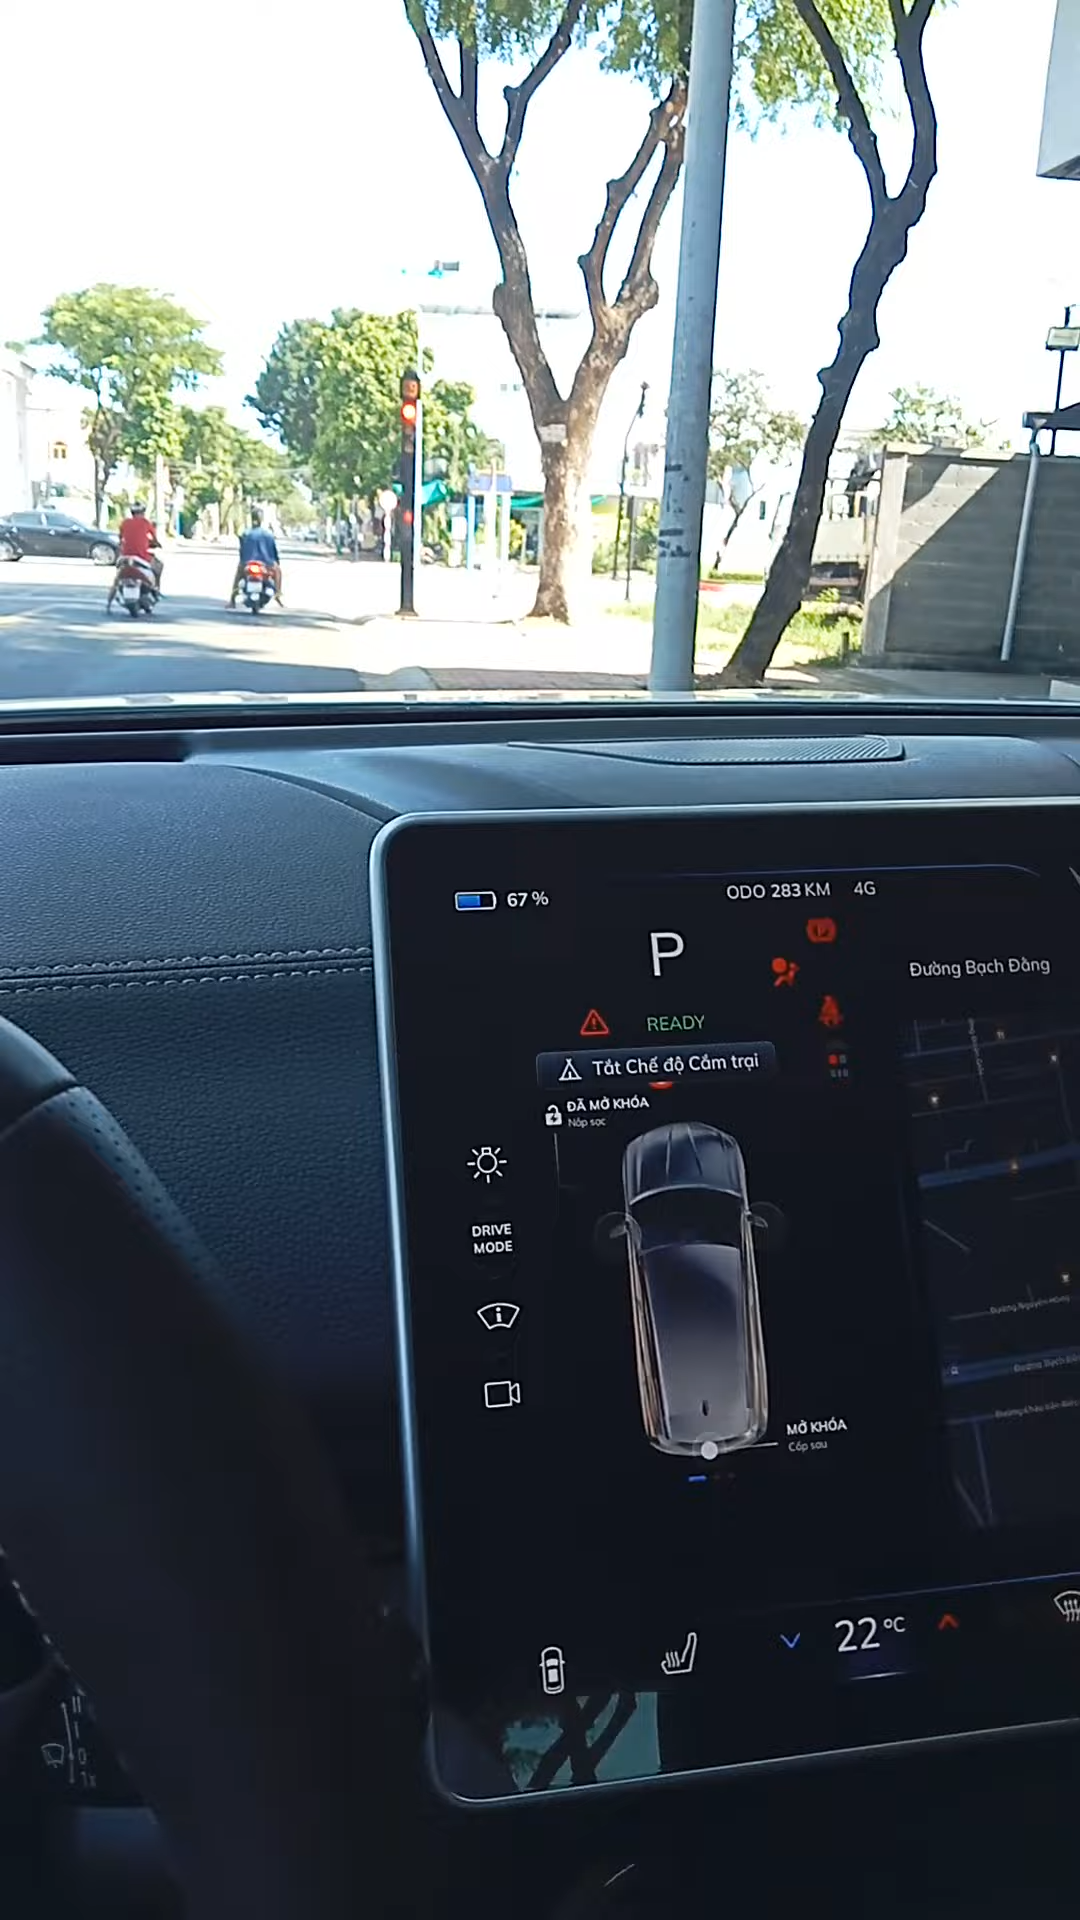 67 %
ODO 283 KM 4G
P
Đường Bạch Đằng
READY
Tắt Chế độ Cắm trại
ĐÃ MỞ KHÓA
Nắp sạc
DRIVE
MODE
MỞ KHÓA
Cốp sau
22°C